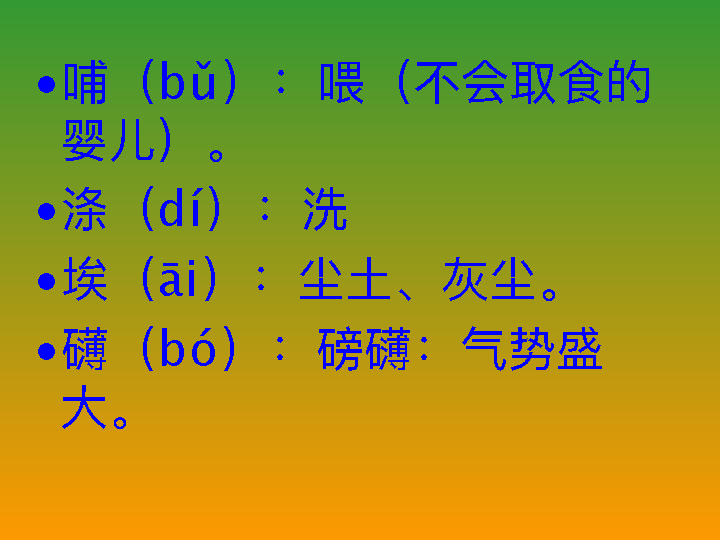 •哺（bǔ）：喂（不会取食的
婴儿）。
•涤（dí）：洗
•埃（āi）：尘土、灰尘。
•礴（bó）：磅礴：气势盛
大。